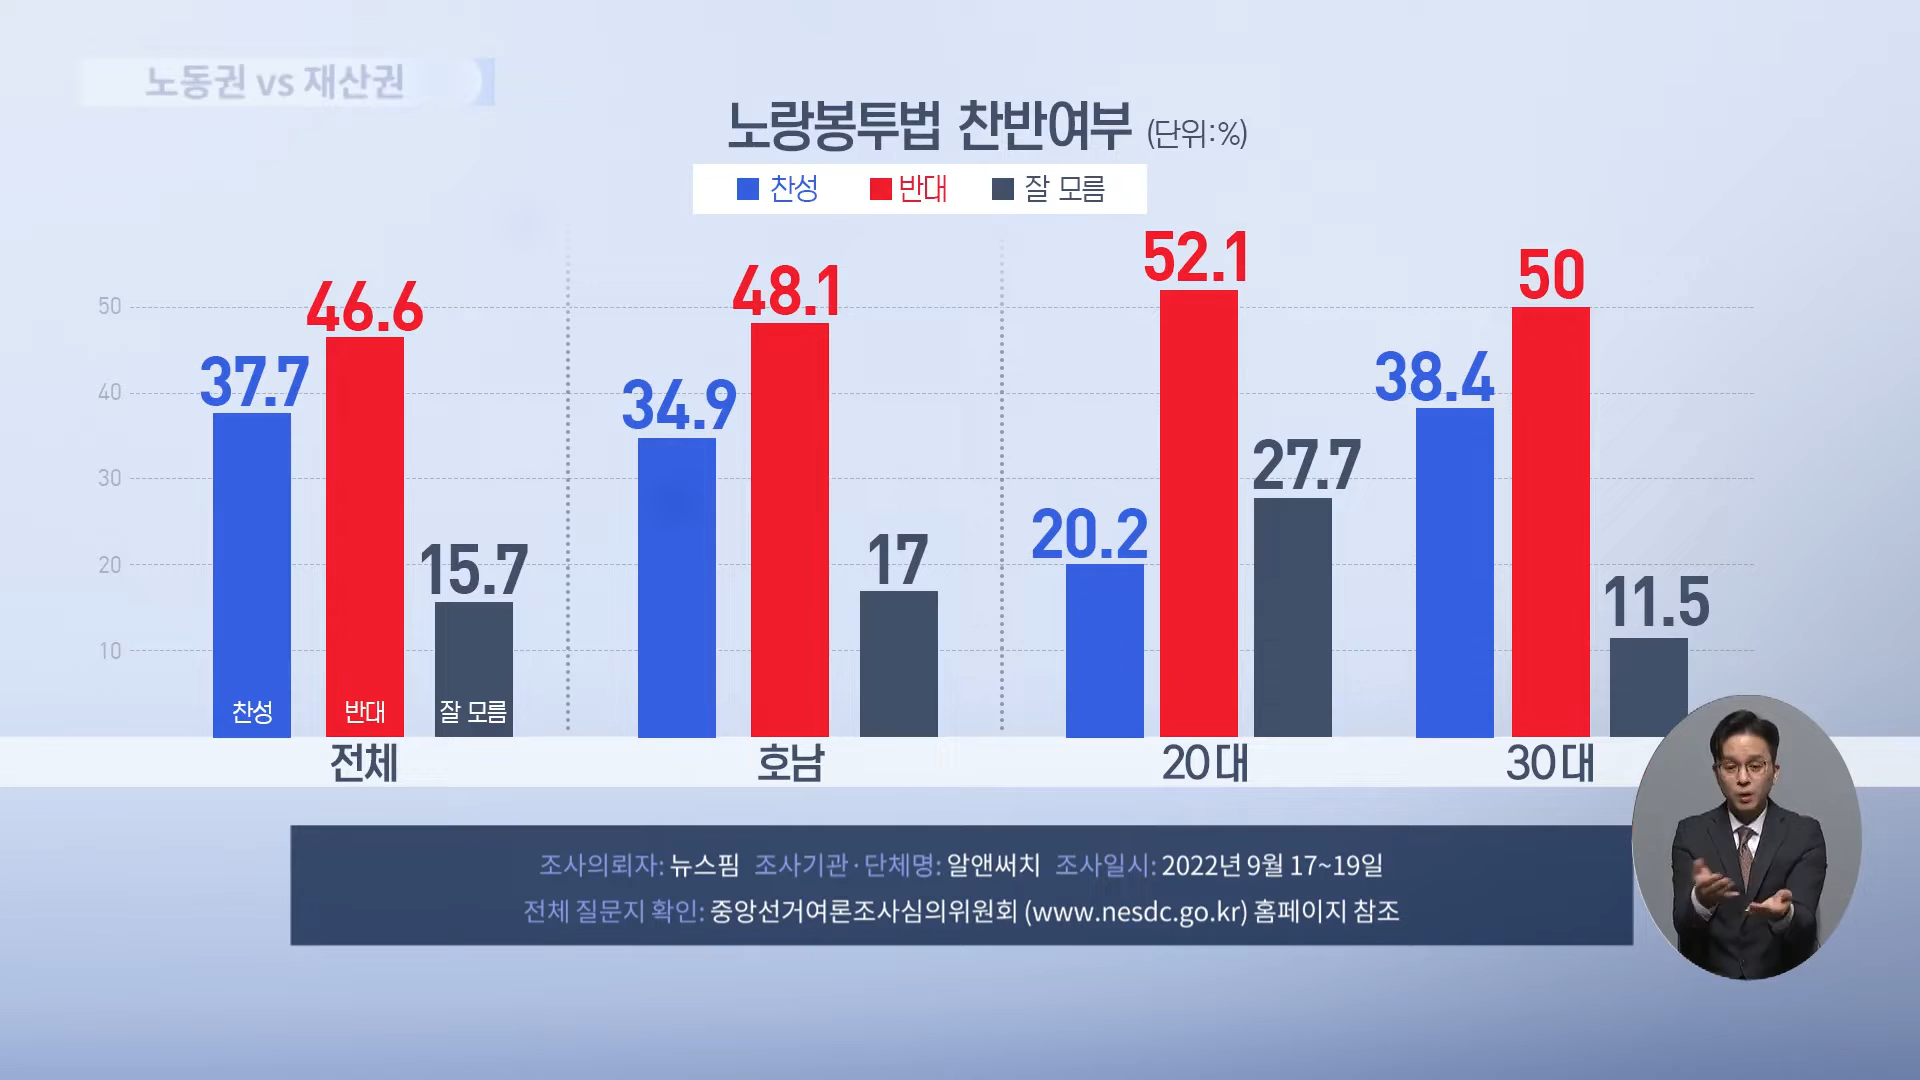 노동권 vs 재산권
노랑봉투법 찬반여부 (단위:%)
찬성 반대 잘 모름
50
40
30
20
10
37.7 46.6 15.7
34.9 48.1 17
20.2 52.1 27.7
38.4 50 11.5
찬성 반대 잘 모름
전체 호남 20대 30대
조사의뢰자: 뉴스핌 조사기관·단체명: 알앤써치 조사일시: 2022년 9월 17~19일
전체 질문지 확인: 중앙선거여론조사심의위원회 (www.nesdc.go.kr) 홈페이지 참조